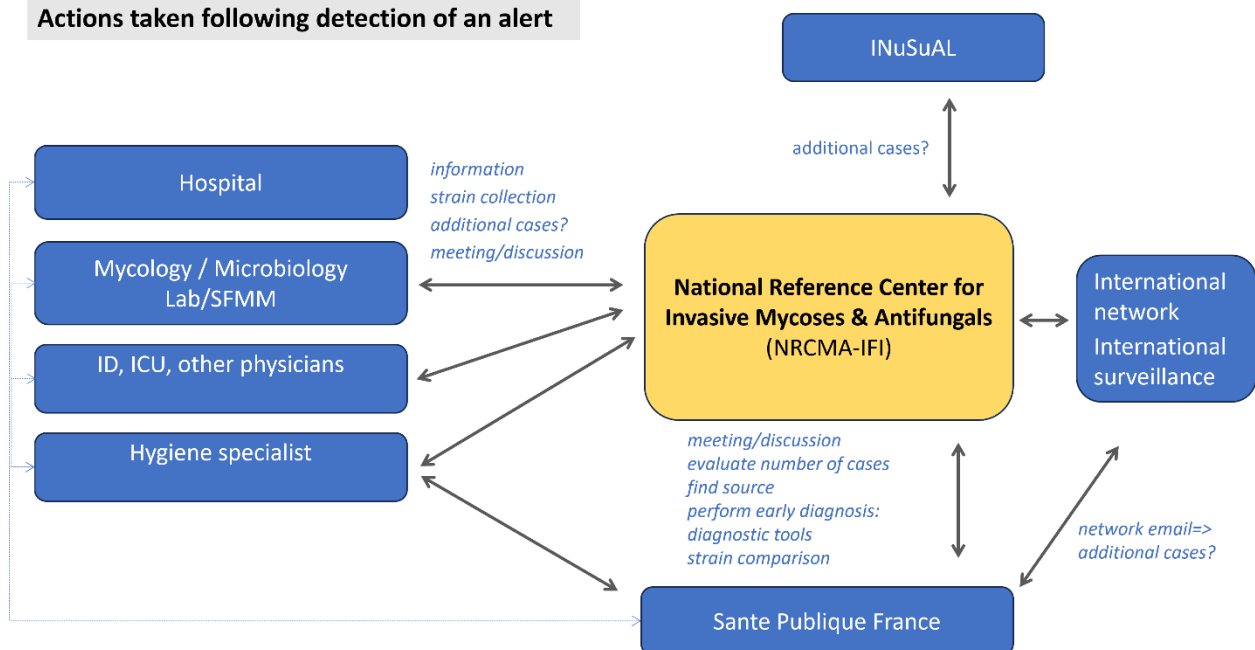 Actions taken following detection of an alert
INuSuAL
additional cases?
Hospital
information
strain collection
additional cases?
meeting/discussion
Mycology / Microbiology
Lab/SFMM
ID, ICU, other physicians
Hygiene specialist
National Reference Center for
Invasive Mycoses & Antifungals
(NRCMA-IFI)
International
network
International
surveillance
meeting/discussion
evaluate number of cases
find source
perform early diagnosis:
diagnostic tools
strain comparison
network email=>
additional cases?
Sante Publique France